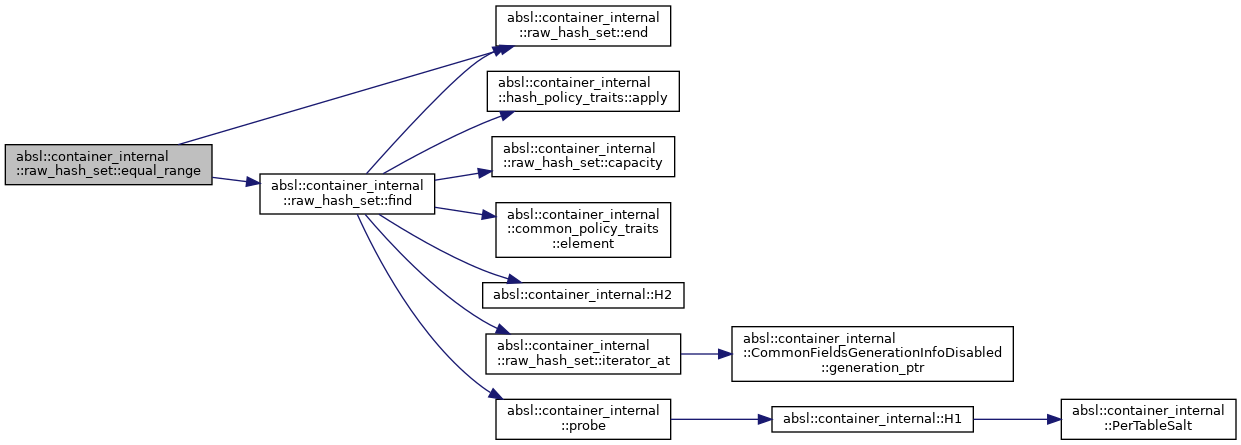 absl::container_internal
::raw_hash_set::equal_range
absl::container_internal
::raw_hash_set::find
absl::container_internal
::raw_hash_set::end
absl::container_internal
::hash_policy_traits::apply
absl::container_internal
::raw_hash_set::capacity
absl::container_internal
::common_policy_traits
::element
absl::container_internal::H2
absl::container_internal
::raw_hash_set::iterator_at
absl::container_internal
::CommonFieldsGenerationInfoDisabled
::generation_ptr
absl::container_internal
::probe
absl::container_internal::H1
absl::container_internal
::PerTableSalt